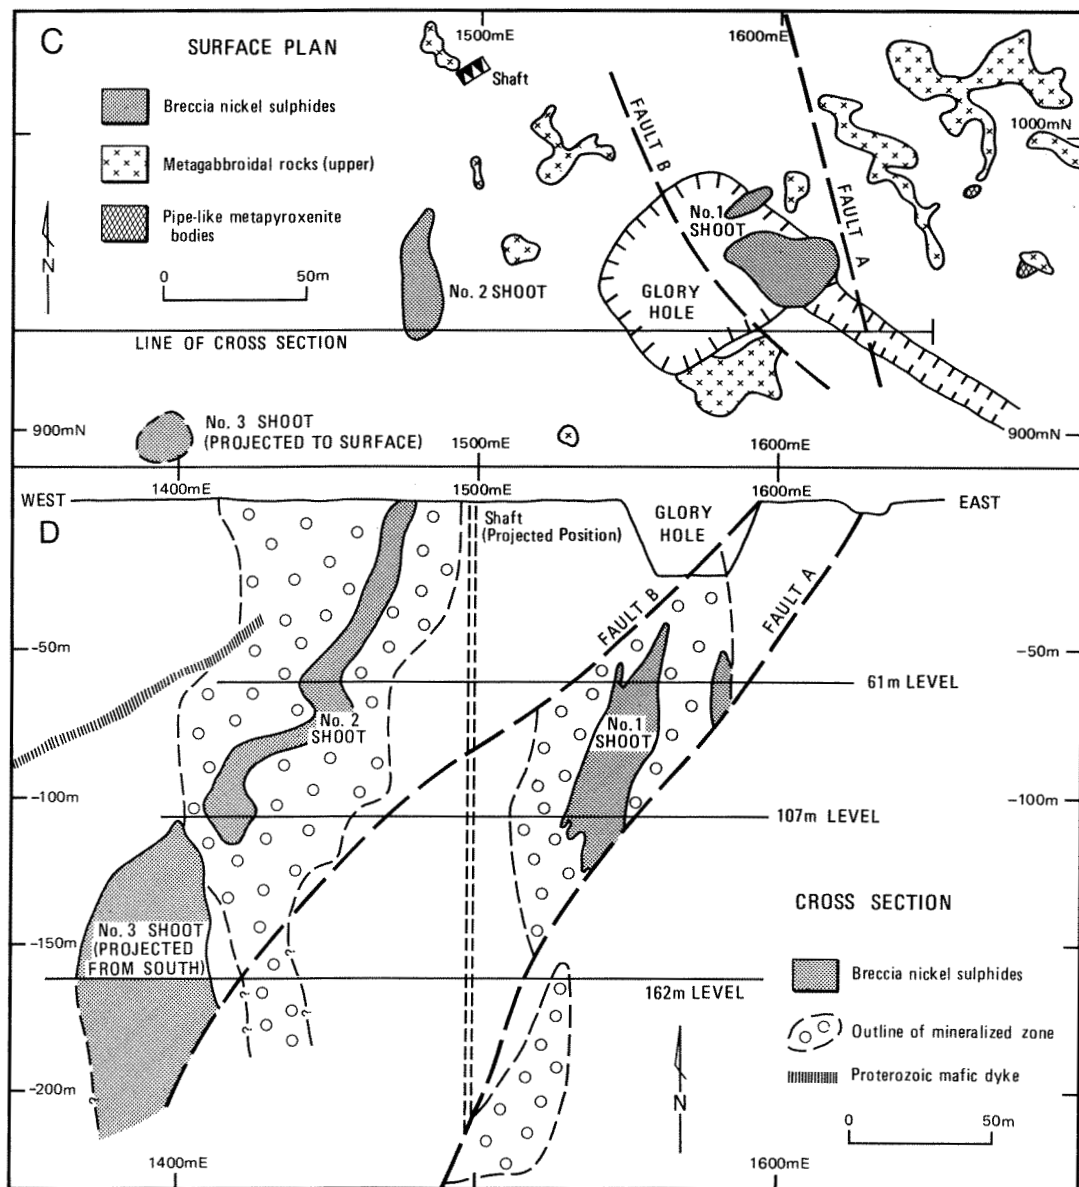 C
SURFACE PLAN
Breccia nickel sulphides
Metagabbroidal rocks (upper)
Pipe-like metapyroxenite
bodies
N
0 50m
1500mE
1600mE
Shaft
1000mN
FAULT B
FAULT A
No.1
SHOOT
No. 2 SHOOT
GLORY
HOLE
LINE OF CROSS SECTION
No. 3 SHOOT
(PROJECTED TO SURFACE)
900mN
900mN
1400mE
1500mE
1600mE
WEST
EAST
D
Shaft
(Projected Position)
GLORY
HOLE
FAULT B
FAULT A
-50m
-50m
61m LEVEL
No. 2
SHOOT
No. 1
SHOOT
-100m
-100m
107m LEVEL
No. 3 SHOOT
(PROJECTED
FROM SOUTH)
-150m
162m LEVEL
? ? ? ? ?
-200m
N
CROSS SECTION
Breccia nickel sulphides
Outline of mineralized zone
Proterozoic mafic dyke
0 50m
1400mE
1600mE